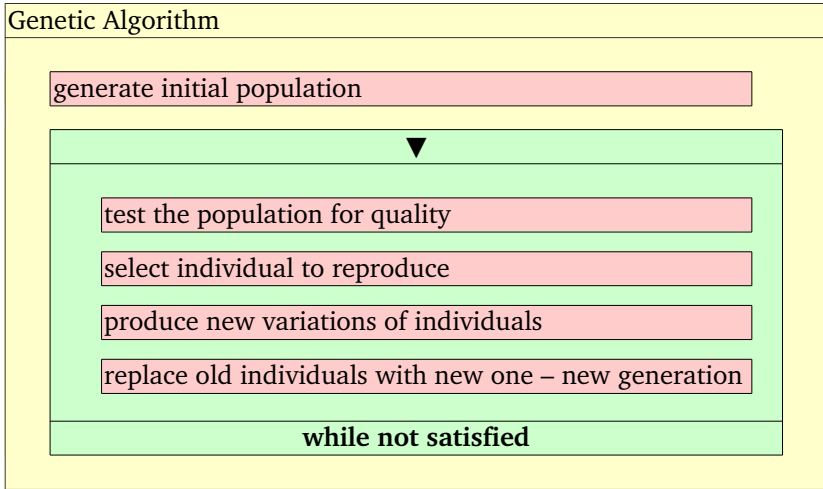 Genetic Algorithm
generate initial population
▼
test the population for quality
select individual to reproduce
produce new variations of individuals
replace old individuals with new one – new generation
while not satisfied